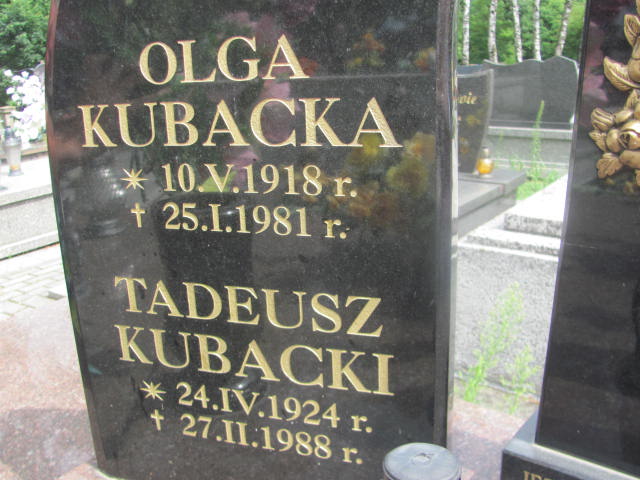 OLGA
KUBACKA
* 10.V.1918 r.
† 25.I.1981 r.
TADEUSZ
KUBACKI
* 24.IV.1924 r.
† 27.II.1988 r.